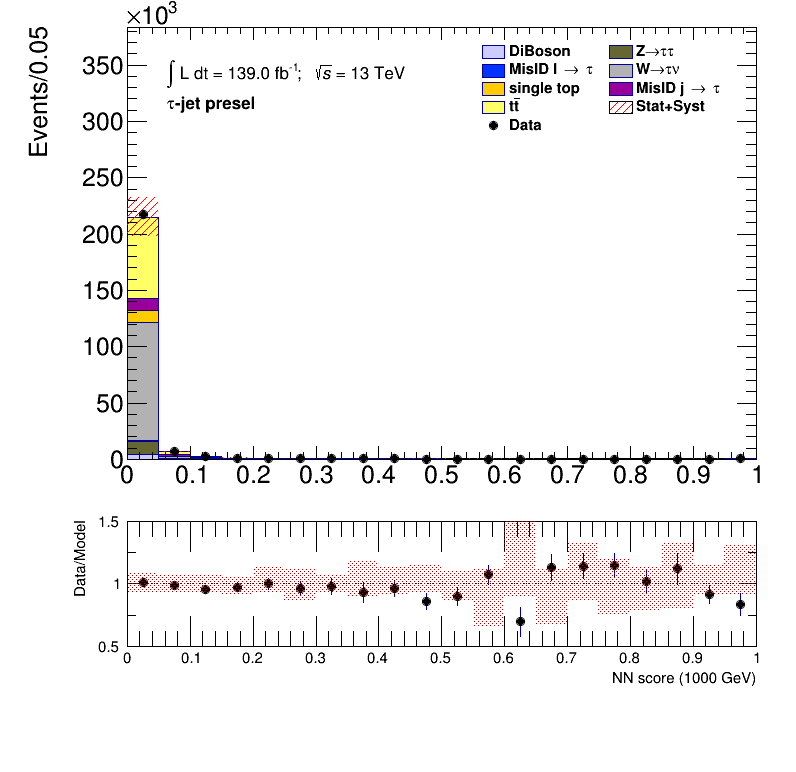 ×10³
Events/0.05
350
300
250
200
150
100
50
0
∫ L dt = 139.0 fb⁻¹; √s = 13 TeV
τ-jet presel
DiBoson
MisID l → τ
single top
tt̄
Data
Z→ττ
W→τν
MisID j → τ
Stat+Syst
0 0.1 0.2 0.3 0.4 0.5 0.6 0.7 0.8 0.9 1
Data/Model
1.5
1
0.5
0 0.1 0.2 0.3 0.4 0.5 0.6 0.7 0.8 0.9 1
NN score (1000 GeV)